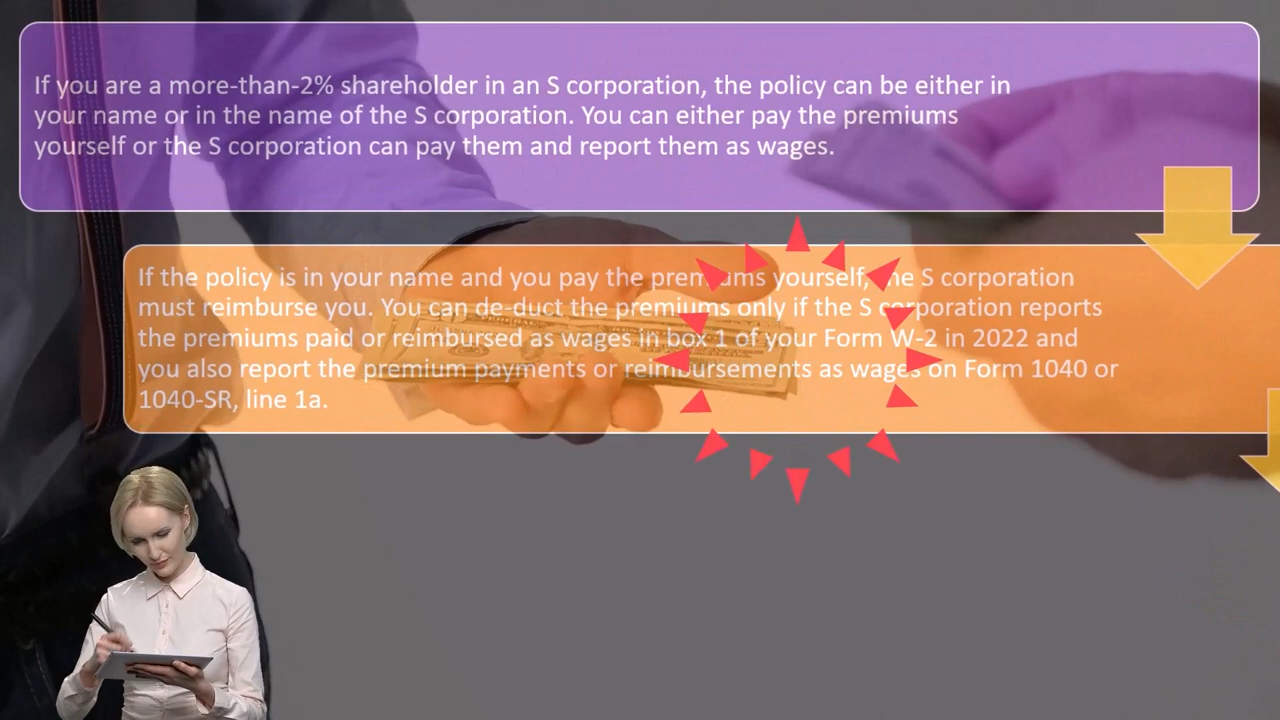 If you are a more-than-2% shareholder in an S corporation, the policy can be either in
your name or in the name of the S corporation. You can either pay the premiums
yourself or the S corporation can pay them and report them as wages.
If the policy is in your name and you pay the premiums yourself, the S corporation
must reimburse you. You can de-duct the premiums only if the S corporation reports
the premiums paid or reimbursed as wages in box 1 of your Form W-2 in 2022 and
you also report the premium payments or reimbursements as wages on Form 1040 or
1040-SR, line 1a.